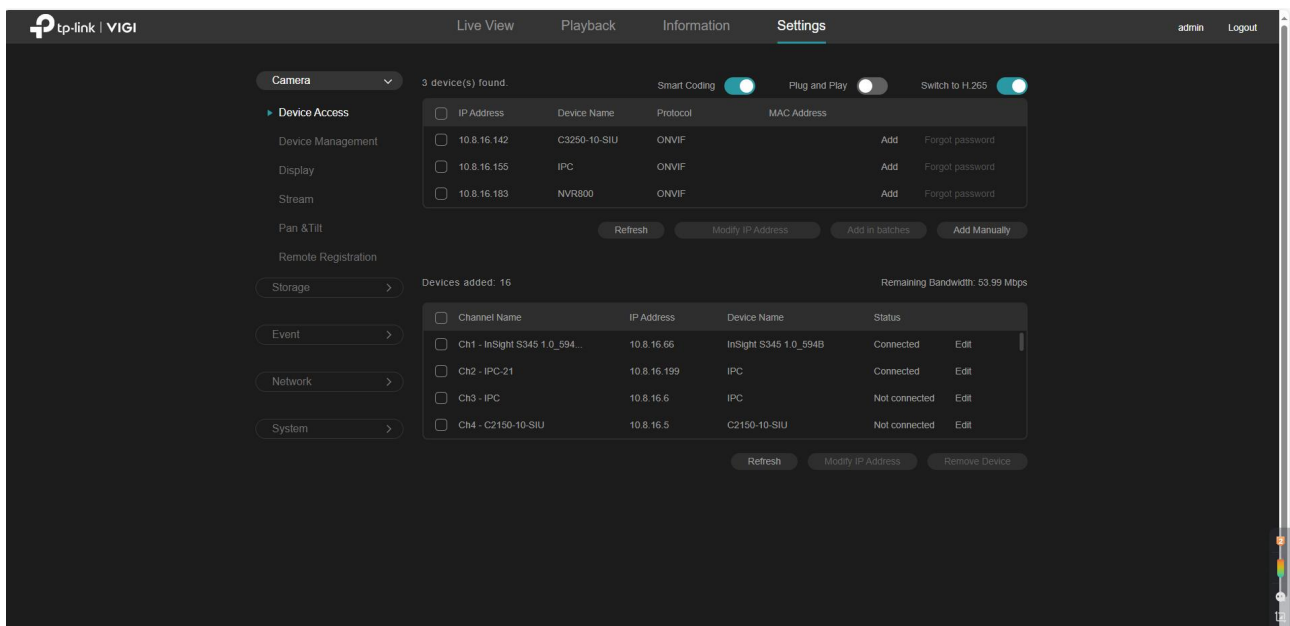 tp-link | VIGI Live View Playback Information Settings admin Logout
Camera
Device Access
Device Management
Display
Stream
Pan &Tilt
Remote Registration
Storage
Event
Network
System
3 device(s) found. Smart Coding Plug and Play Switch to H.265
IP Address Device Name Protocol MAC Address
10.8.16.142 C3250-10-SIU ONVIF Add Forgot password
10.8.16.155 IPC ONVIF Add Forgot password
10.8.16.183 NVR800 ONVIF Add Forgot password
Refresh Modify IP Address Add in batches Add Manually
Devices added: 16 Remaining Bandwidth: 53.99 Mbps
Channel Name IP Address Device Name Status
Ch1 - InSight S345 1.0_594... 10.8.16.66 InSight S345 1.0_594B Connected Edit
Ch2 - IPC-21 10.8.16.199 IPC Connected Edit
Ch3 - IPC 10.8.16.6 IPC Not connected Edit
Ch4 - C2150-10-SIU 10.8.16.5 C2150-10-SIU Not connected Edit
Refresh Modify IP Address Remove Device